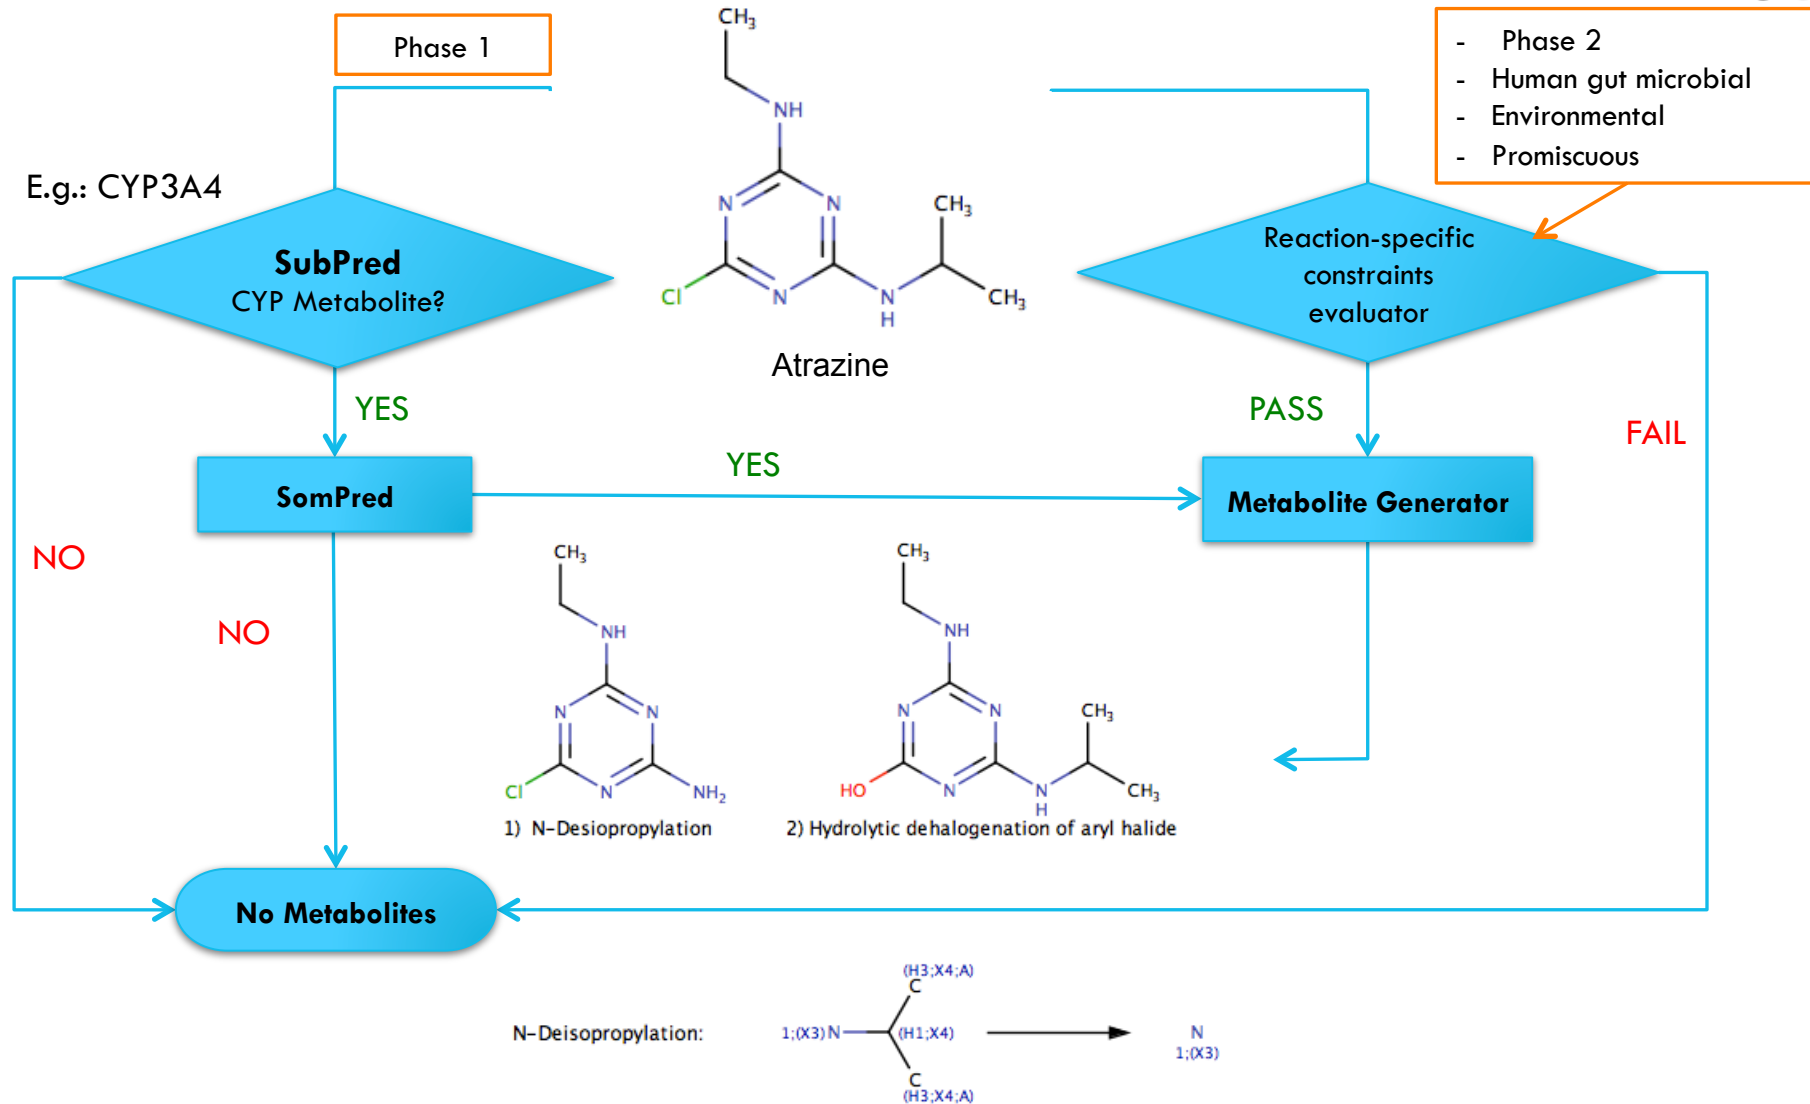 Phase 1
- Phase 2
- Human gut microbial
- Environmental
- Promiscuous
CH3
NH
N
N
CH3
Cl
N
N
H
CH3
Atrazine
E.g.: CYP3A4
SubPred
CYP Metabolite?
Reaction-specific
constraints
evaluator
YES
PASS
FAIL
YES
SomPred
Metabolite Generator
NO
NO
CH3
NH
N
N
Cl
N
NH2
1) N-Desiopropylation
CH3
NH
N
N
CH3
HO
N
N
H
CH3
2) Hydrolytic dehalogenation of aryl halide
No Metabolites
N-Deisopropylation:
(H3;X4;A)
C
1;(X3) N
(H1;X4)
C
(H3;X4;A)
N
1;(X3)